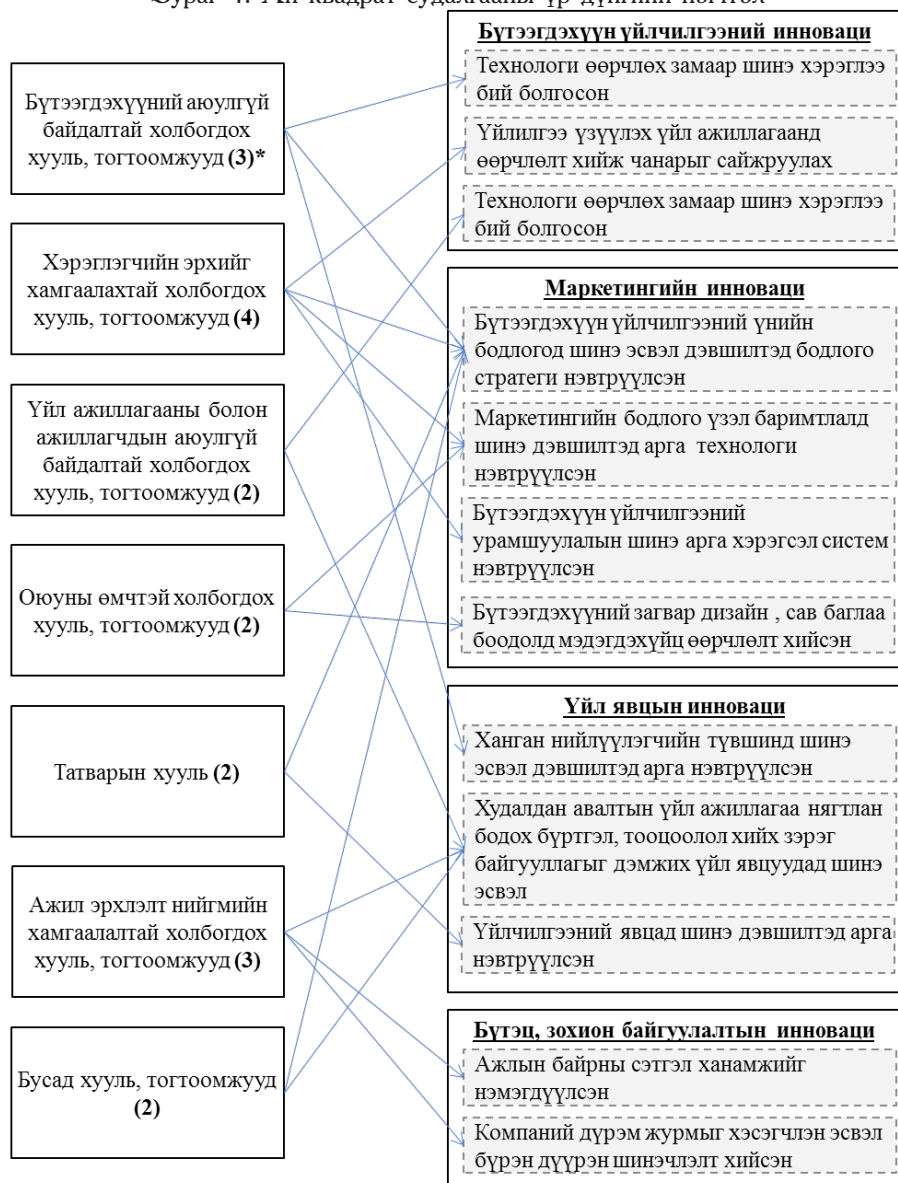 Зураг 4. Хи квадрат судалгааны үр дүнгийн нэгтгэл
Бүтээгдэхүүний аюулгүй
байдалтай холбогдох
хууль, тогтоомжууд (3)*
Хэрэглэгчийн эрхийг
хамгаалахтай холбогдох
хууль, тогтоомжууд (4)
Үйл ажиллагааны болон
ажиллагчдын аюулгүй
байдалтай холбогдох
хууль, тогтоомжууд (2)
Оюуны өмчтэй холбогдох
хууль, тогтоомжууд (2)
Татварын хууль (2)
Ажил эрхлэлт нийгмийн
хамгаалалтай холбогдох
хууль, тогтоомжууд (3)
Бусад хууль, тогтоомжууд
(2)
Бүтээгдэхүүн үйлчилгээний инноваци
Технологи өөрчлөх замаар шинэ хэрэглээ
бий болгосон
Үйлилгээ үзүүлэх үйл ажиллагаанд
өөрчлөлт хийж чанарыг сайжруулах
Технологи өөрчлөх замаар шинэ хэрэглээ
бий болгосон
Маркетингийн инноваци
Бүтээгдэхүүн үйлчилгээний үнийн
бодлогод шинэ эсвэл дэвшилтэд бодлого
стратеги нэвтрүүлсэн
Маркетингийн бодлого үзэл баримтлалд
шинэ дэвшилтэд арга технологи
нэвтрүүлсэн
Бүтээгдэхүүн үйлчилгээний
урамшуулалын шинэ арга хэрэгсэл систем
нэвтрүүлсэн
Бүтээгдэхүүний загвар дизайн , сав баглаа
боодолд мэдэгдэхүйц өөрчлөлт хийсэн
Үйл явцын инноваци
Ханган нийлүүлэгчийн түвшинд шинэ
эсвэл дэвшилтэд арга нэвтрүүлсэн
Худалдан авалтын үйл ажиллагаа нягтлан
бодох бүртгэл, тооцоолол хийх зэрэг
байгууллагыг дэмжих үйл явцуудад шинэ
эсвэл
Үйлчилгээний явцад шинэ дэвшилтэд арга
нэвтрүүлсэн
Бүтэц, зохион байгуулалтын инноваци
Ажлын байрны сэтгэл ханамжийг
нэмэгдүүлсэн
Компаний дүрэм журмыг хэсэгчлэн эсвэл
бүрэн дүүрэн шинэчлэлт хийсэн